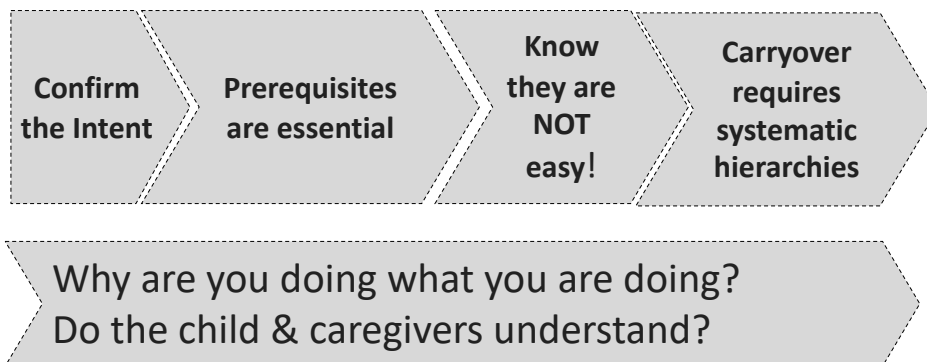 Confirm
the Intent
Prerequisites
are essential
Know
they are
NOT
easy!
Carryover
requires
systematic
hierarchies
Why are you doing what you are doing?
Do the child & caregivers understand?